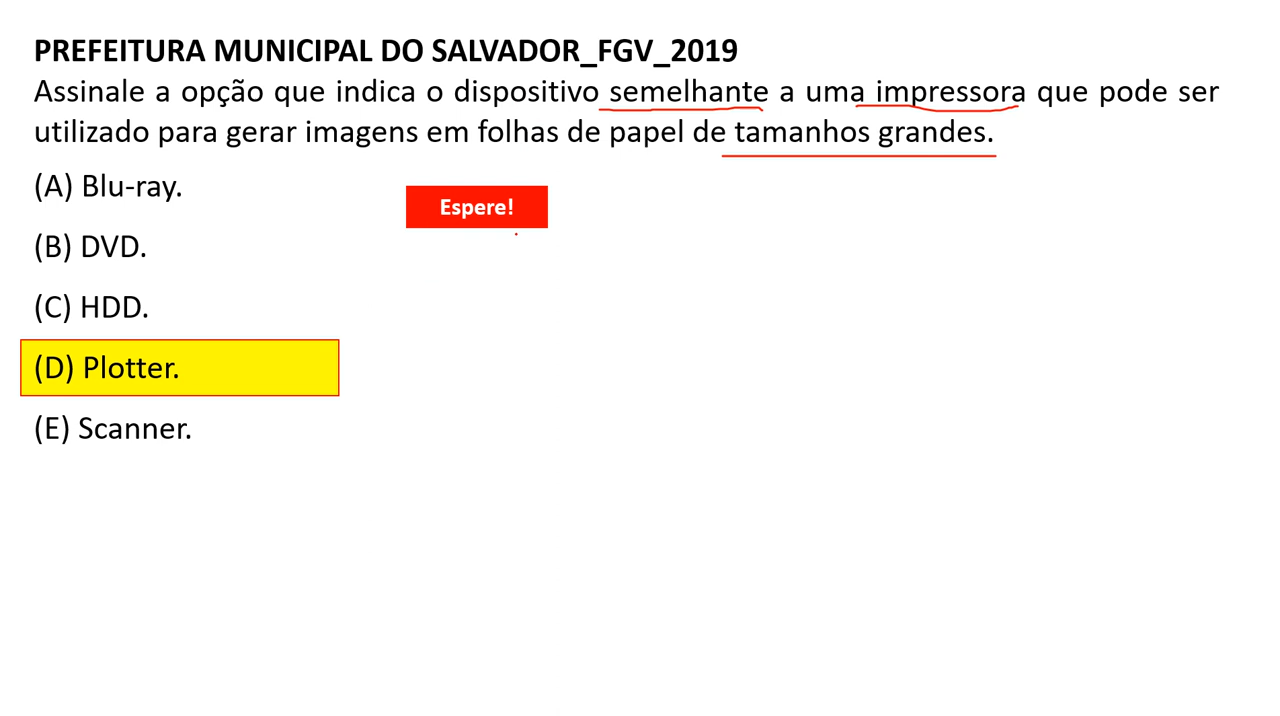 PREFEITURA MUNICIPAL DO SALVADOR_FGV_2019
Assinale a opção que indica o dispositivo semelhante a uma impressora que pode ser
utilizado para gerar imagens em folhas de papel de tamanhos grandes.
(A) Blu-ray.
Espere!
(B) DVD.
(C) HDD.
(D) Plotter.
(E) Scanner.